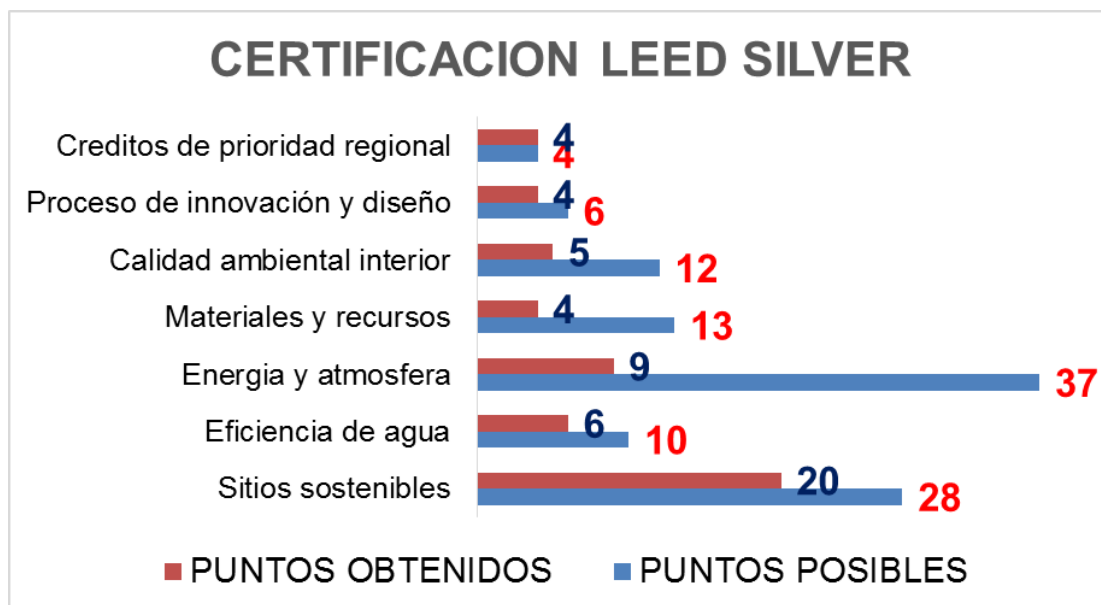 CERTIFICACION LEED SILVER
Creditos de prioridad regional 4 4
Proceso de innovación y diseño 4 6
Calidad ambiental interior 5 12
Materiales y recursos 4 13
Energia y atmosfera 9 37
Eficiencia de agua 6 10
Sitios sostenibles 20 28
PUNTOS OBTENIDOS PUNTOS POSIBLES